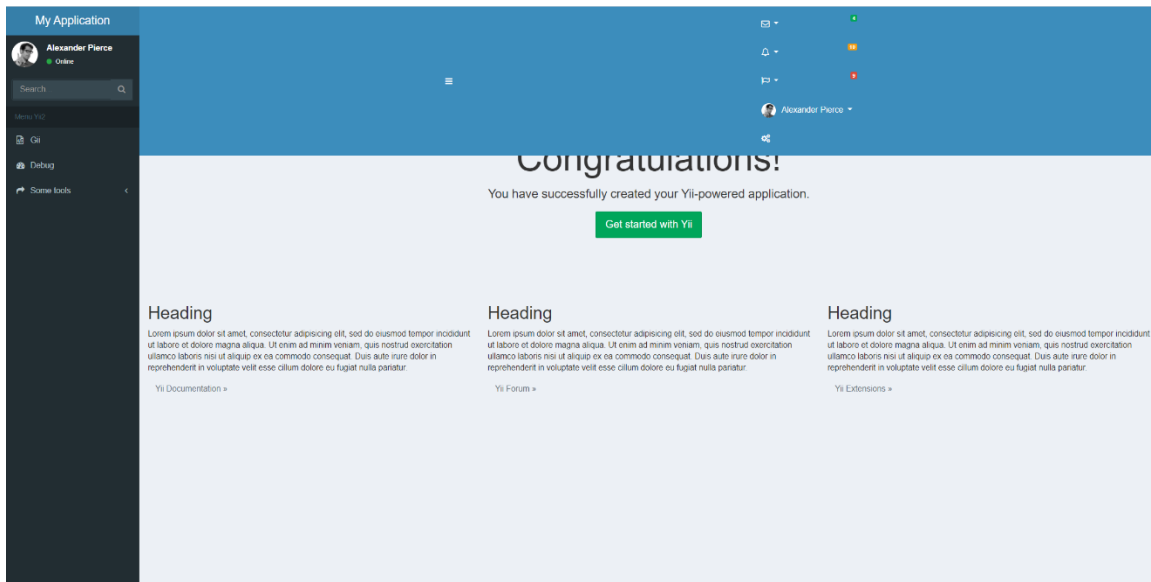 My Application
Alexander Pierce
Online
Search
Menu Yii2
Gii
Debug
Some tools
4
10
9
Alexander Pierce
Congratulations!
You have successfully created your Yii-powered application.
Get started with Yii
Heading
Lorem ipsum dolor sit amet, consectetur adipisicing elit, sed do eiusmod tempor incididunt
ut labore et dolore magna aliqua. Ut enim ad minim veniam, quis nostrud exercitation
ullamco laboris nisi ut aliquip ex ea commodo consequat. Duis aute irure dolor in
reprehenderit in voluptate velit esse cillum dolore eu fugiat nulla pariatur.
Yii Documentation »
Heading
Lorem ipsum dolor sit amet, consectetur adipisicing elit, sed do eiusmod tempor incididunt
ut labore et dolore magna aliqua. Ut enim ad minim veniam, quis nostrud exercitation
ullamco laboris nisi ut aliquip ex ea commodo consequat. Duis aute irure dolor in
reprehenderit in voluptate velit esse cillum dolore eu fugiat nulla pariatur.
Yii Forum »
Heading
Lorem ipsum dolor sit amet, consectetur adipisicing elit, sed do eiusmod tempor incididunt
ut labore et dolore magna aliqua. Ut enim ad minim veniam, quis nostrud exercitation
ullamco laboris nisi ut aliquip ex ea commodo consequat. Duis aute irure dolor in
reprehenderit in voluptate velit esse cillum dolore eu fugiat nulla pariatur.
Yii Extensions »